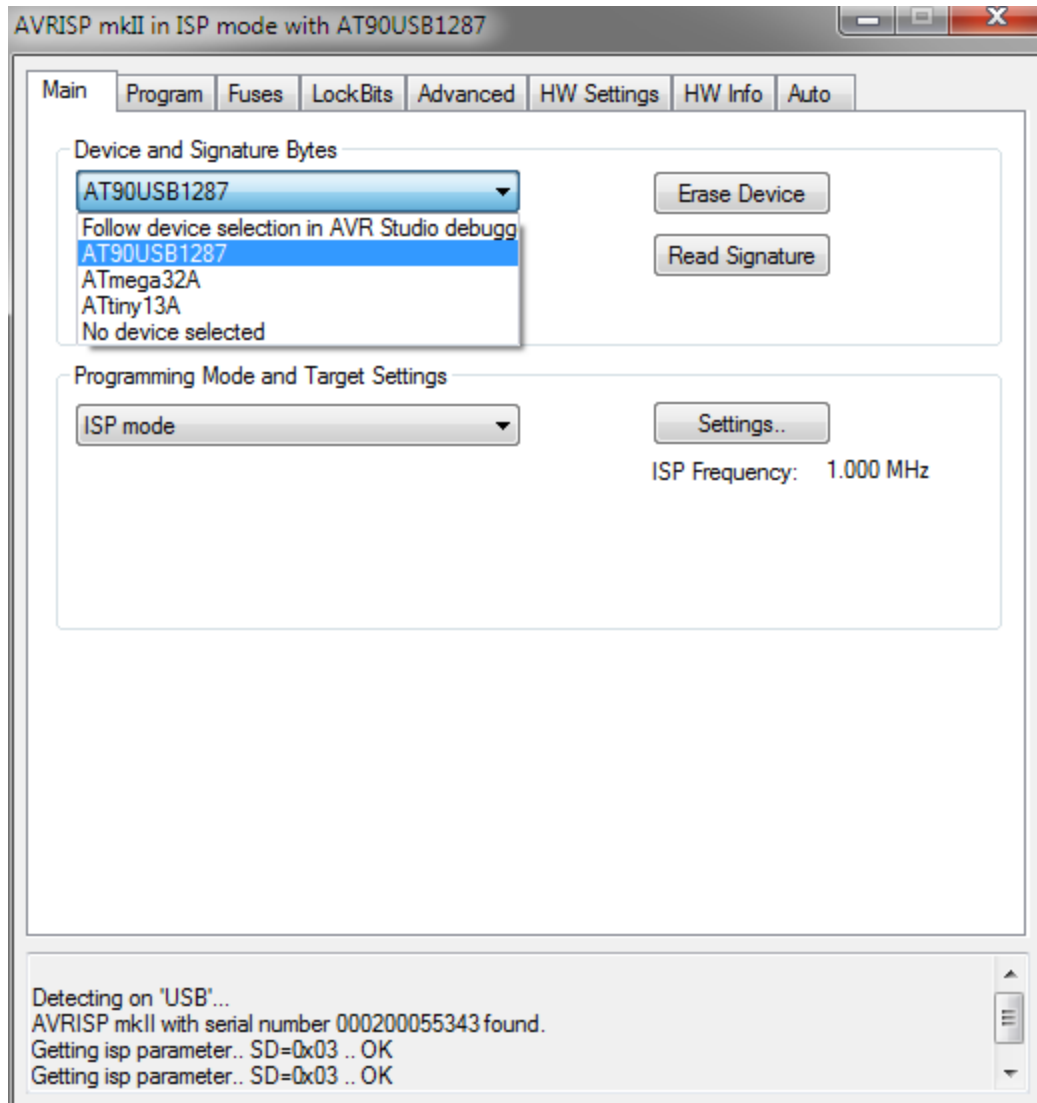 AVRISP mkII in ISP mode with AT90USB1287
Main Program Fuses LockBits Advanced HW Settings HW Info Auto
Device and Signature Bytes
AT90USB1287
Erase Device
Follow device selection in AVR Studio debugg
AT90USB1287
Read Signature
ATmega32A
ATtiny13A
No device selected
Programming Mode and Target Settings
ISP mode
Settings..
ISP Frequency: 1.000 MHz
Detecting on 'USB'...
AVRISP mkII with serial number 000200055343 found.
Getting isp parameter.. SD=0x03 .. OK
Getting isp parameter.. SD=0x03 .. OK